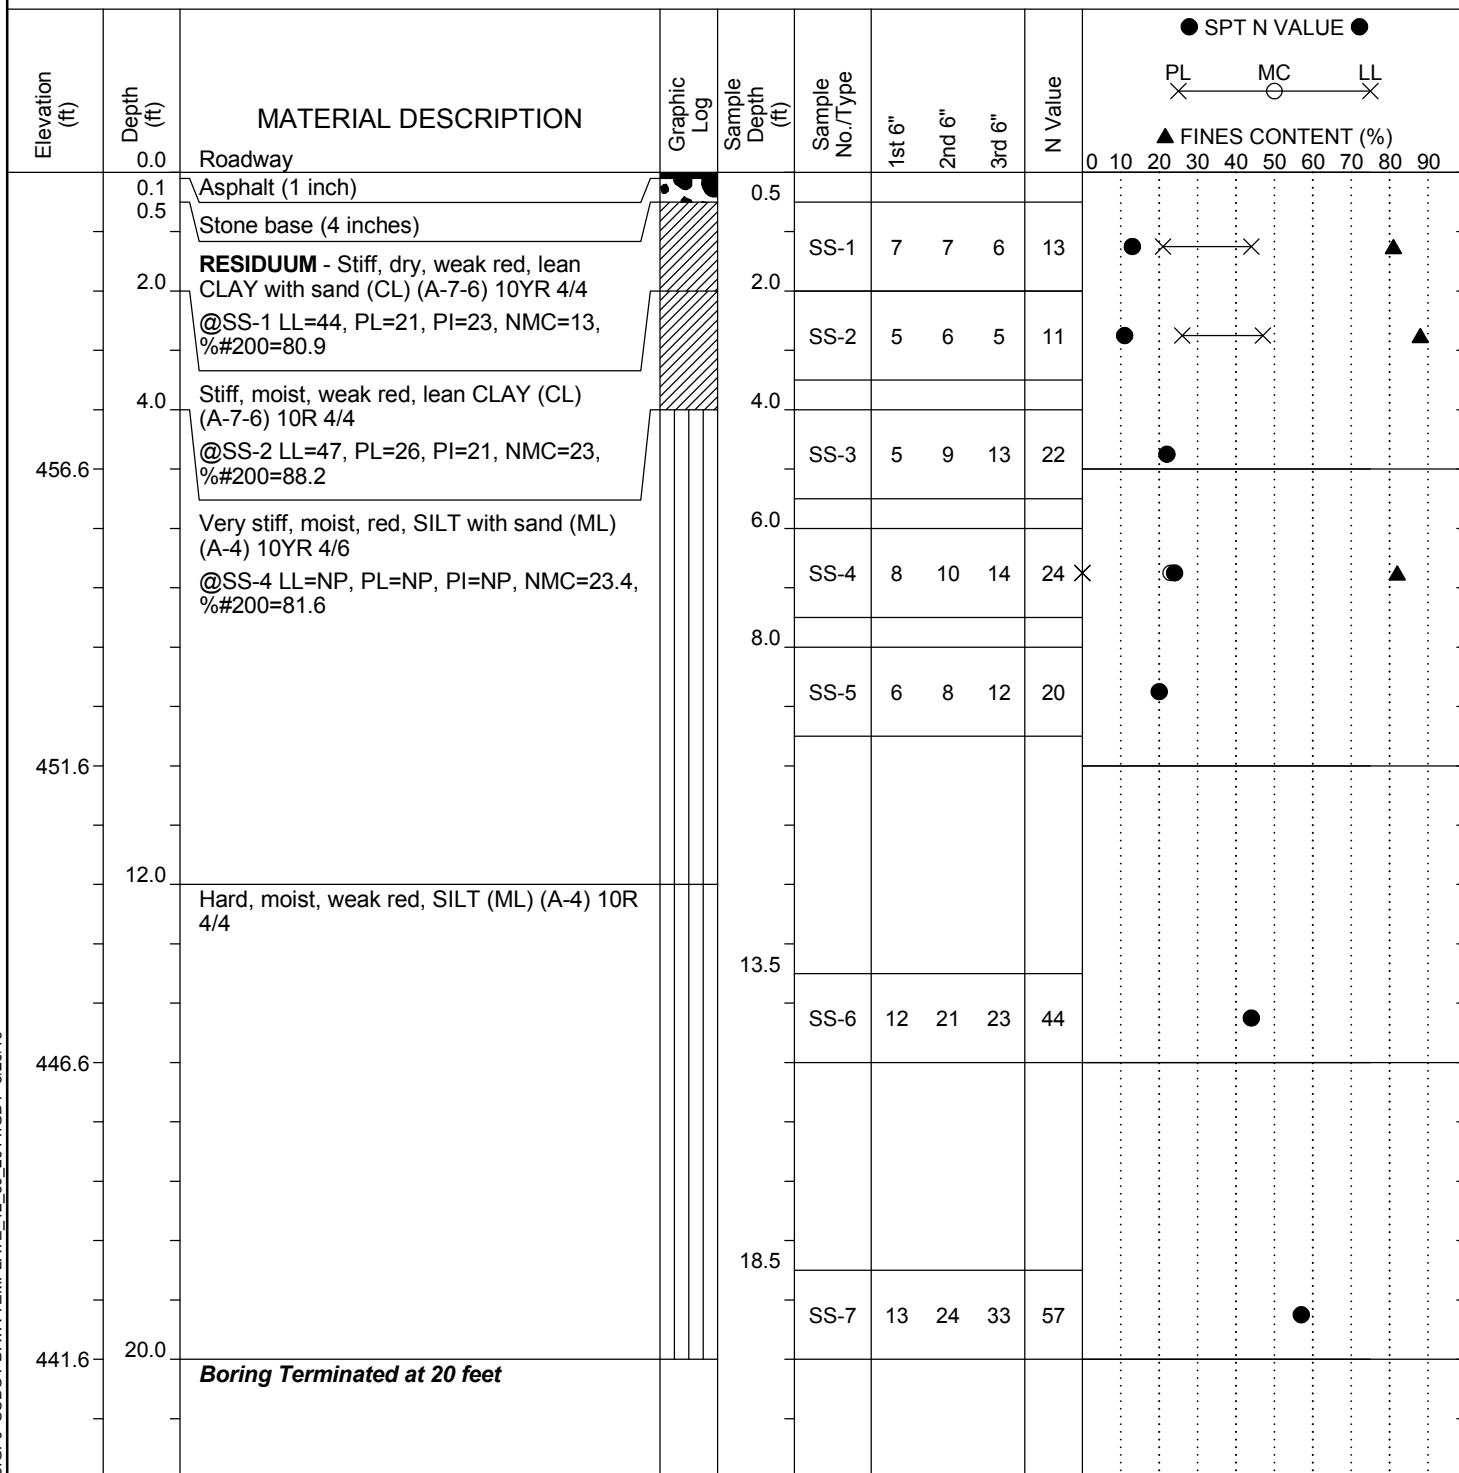 ● SPT N VALUE ●
PL MC LL
▲ FINES CONTENT (%)
0 10 20 30 40 50 60 70 80 90
Elevation (ft)
Depth (ft)
MATERIAL DESCRIPTION
Graphic Log
Sample Depth (ft)
Sample No./Type
1st 6"
2nd 6"
3rd 6"
N Value
0.0 Roadway
0.1 Asphalt (1 inch)
0.5
0.5
Stone base (4 inches)
RESIDUUM - Stiff, dry, weak red, lean
CLAY with sand (CL) (A-7-6) 10YR 4/4
@SS-1 LL=44, PL=21, PI=23, NMC=13,
%#200=80.9
SS-1 7 7 6 13
2.0
2.0
Stiff, moist, weak red, lean CLAY (CL)
(A-7-6) 10R 4/4
@SS-2 LL=47, PL=26, PI=21, NMC=23,
%#200=88.2
SS-2 5 6 5 11
4.0
4.0
Very stiff, moist, red, SILT with sand (ML)
(A-4) 10YR 4/6
@SS-4 LL=NP, PL=NP, PI=NP, NMC=23.4,
%#200=81.6
SS-3 5 9 13 22
456.6
6.0
SS-4 8 10 14 24
8.0
SS-5 6 8 12 20
451.6
12.0
Hard, moist, weak red, SILT (ML) (A-4) 10R
4/4
13.5
SS-6 12 21 23 44
446.6
18.5
SS-7 13 24 33 57
441.6
20.0
Boring Terminated at 20 feet